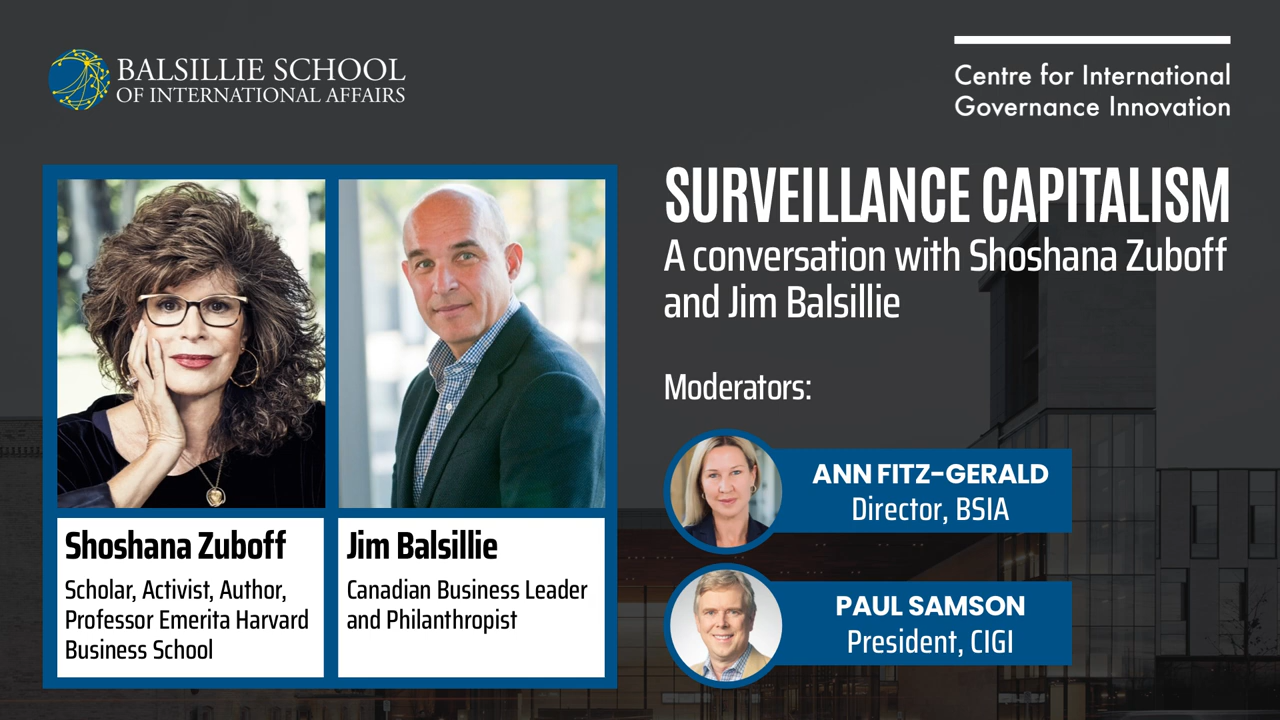 BALSILLIE SCHOOL
OF INTERNATIONAL AFFAIRS
Centre for International
Governance Innovation
SURVEILLANCE CAPITALISM
A conversation with Shoshana Zuboff
and Jim Balsillie
Shoshana Zuboff
Scholar, Activist, Author,
Professor Emerita Harvard
Business School
Jim Balsillie
Canadian Business Leader
and Philanthropist
Moderators:
ANN FITZ-GERALD
Director, BSIA
PAUL SAMSON
President, CIGI